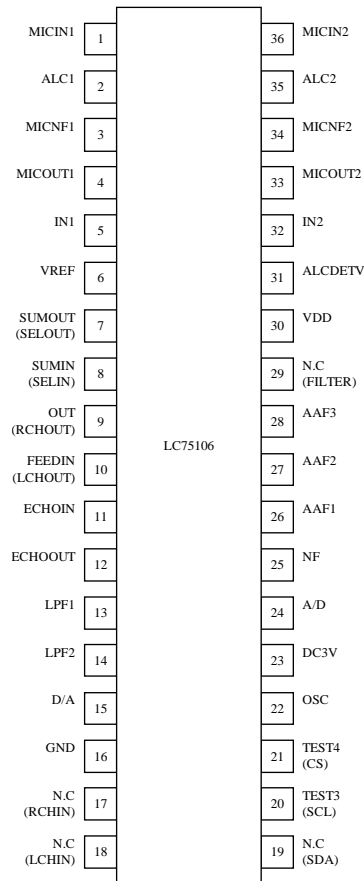 MICIN1 1 36 MICIN2
ALC1 2 35 ALC2
MICNF1 3 34 MICNF2
MICOUT1 4 33 MICOUT2
IN1 5 32 IN2
VREF 6 31 ALCDETV
SUMOUT 7 30 VDD
(SELOUT)
SUMIN 8 29 N.C
(SELIN) (FILTER)
OUT 9 28 AAF3
(RCHOUT)
LC75106
FEEDIN 10 27 AAF2
(LCHOUT)
ECHOIN 11 26 AAF1
ECHOOUT 12 25 NF
LPF1 13 24 A/D
LPF2 14 23 DC3V
D/A 15 22 OSC
GND 16 21 TEST4
(CS)
N.C 17 20 TEST3
(RCHIN) (SCL)
N.C 18 19 N.C
(LCHIN) (SDA)